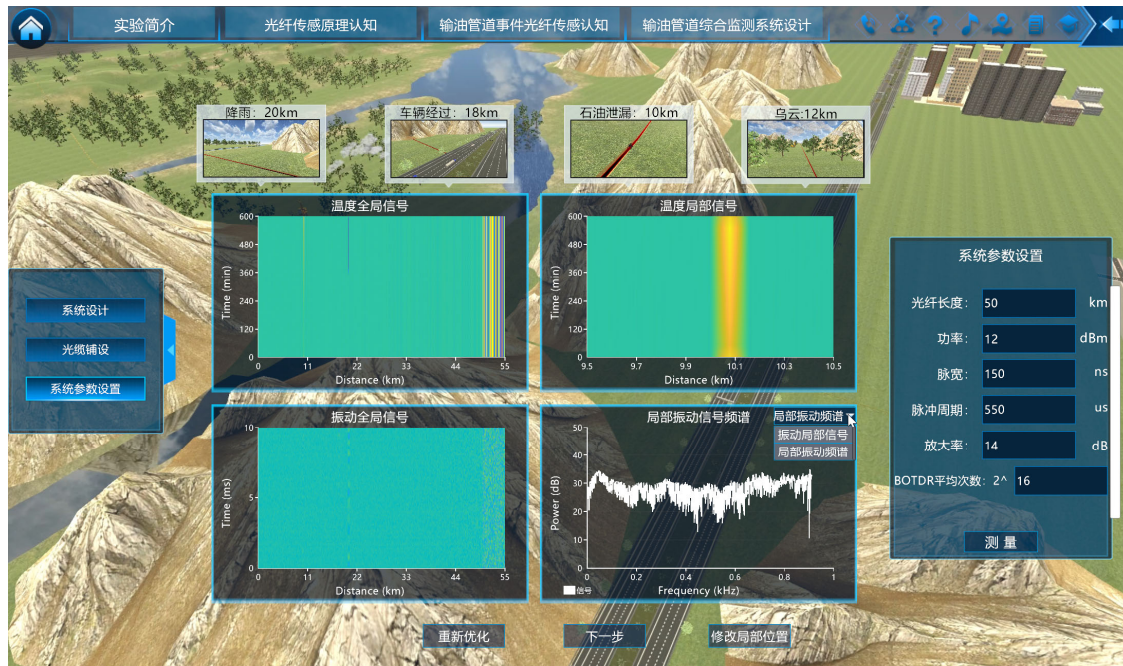 实验简介
光纤传感原理认知
输油管道事件光纤传感认知
输油管道综合监测系统设计
降雨：20km
车辆经过：18km
石油泄漏：10km
乌云:12km
系统设计
光缆铺设
系统参数设置
温度全局信号
600
480
360
240
120
0
Time (min)
0 11 22 33 44 55
Distance (km)
温度局部信号
600
480
360
240
120
0
Time (min)
9.5 9.7 9.9 10.1 10.3 10.5
Distance (km)
振动全局信号
10
5
0
Time (ms)
0 11 22 33 44 55
Distance (km)
局部振动信号频谱
局部振动频谱
振动局部信号
局部振动频谱
50
40
30
20
10
0
Power (dB)
0 0.2 0.4 0.6 0.8 1
信号
Frequency (kHz)
系统参数设置
光纤长度： 50 km
功率： 12 dBm
脉宽： 150 ns
脉冲周期： 550 us
放大率： 14 dB
BOTDR平均次数：2^ 16
测 量
重新优化
下一步
修改局部位置